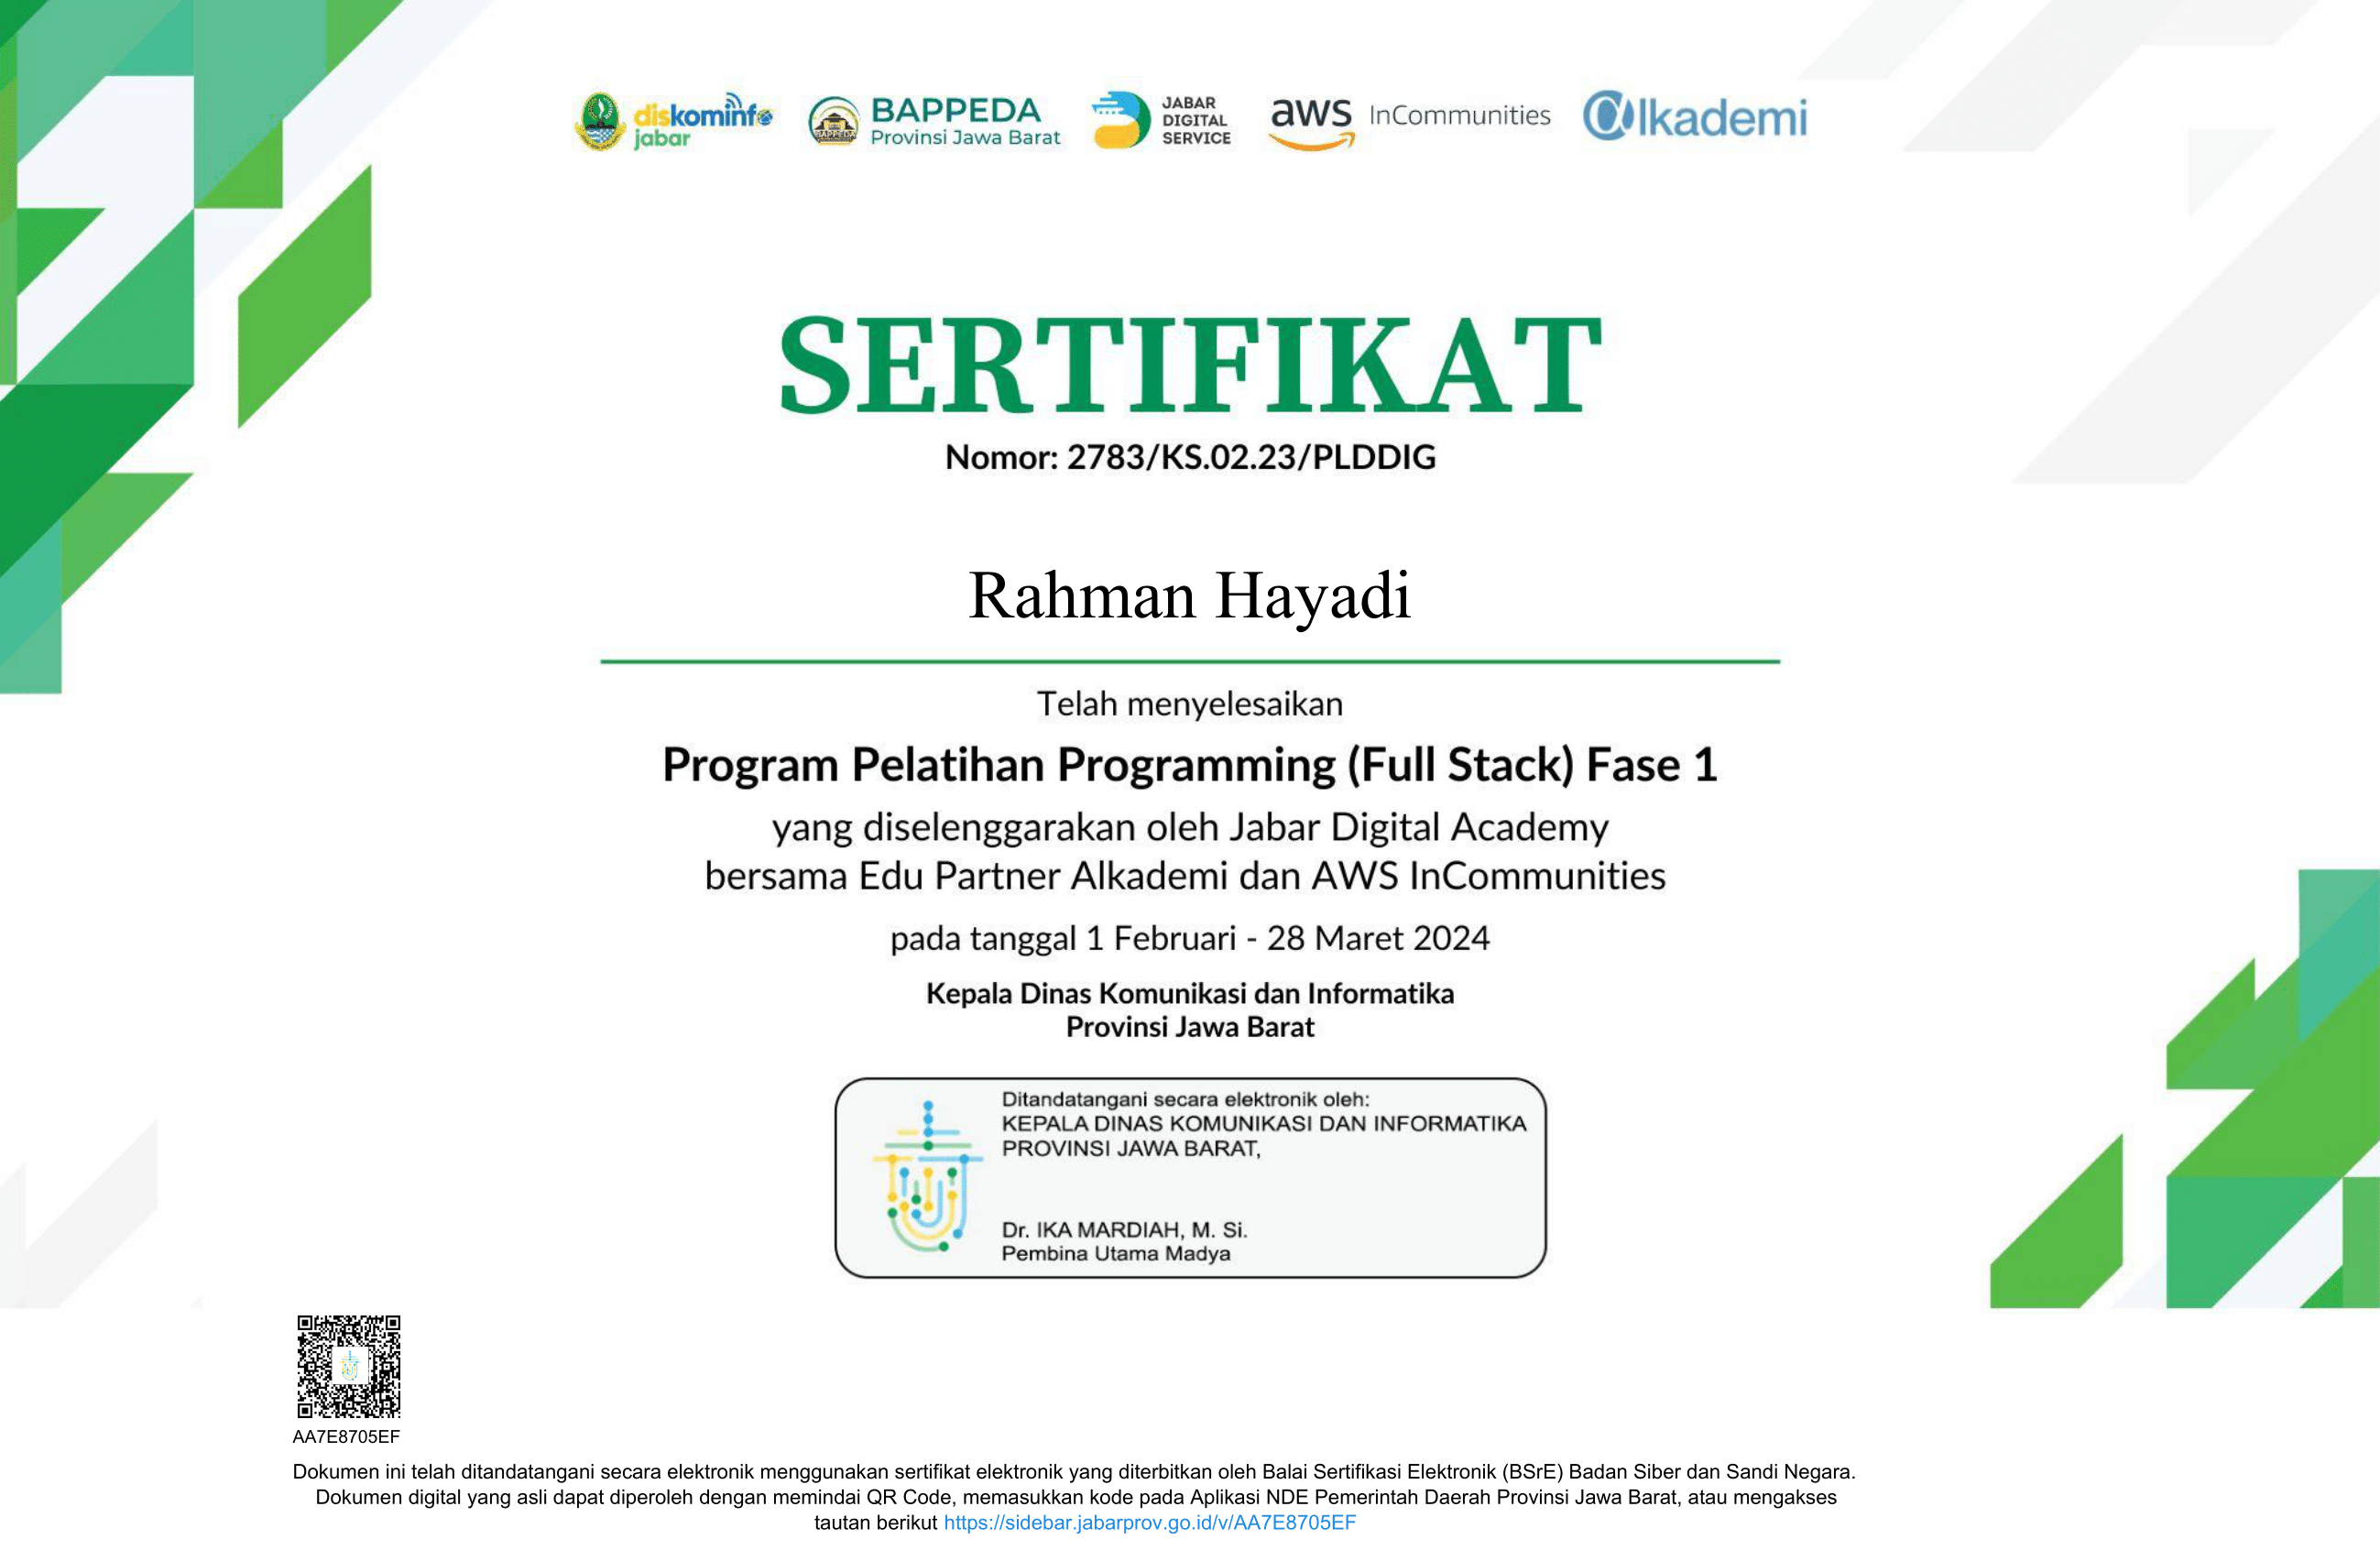 diskominfo jabar
BAPPEDA
Provinsi Jawa Barat
JABAR
DIGITAL
SERVICE
aws InCommunities
@lkademi
SERTIFIKAT
Nomor: 2783/KS.02.23/PLDDIG
Rahman Hayadi
Telah menyelesaikan
Program Pelatihan Programming (Full Stack) Fase 1
yang diselenggarakan oleh Jabar Digital Academy
bersama Edu Partner Alkademi dan AWS InCommunities
pada tanggal 1 Februari - 28 Maret 2024
Kepala Dinas Komunikasi dan Informatika
Provinsi Jawa Barat
Ditandatangani secara elektronik oleh:
KEPALA DINAS KOMUNIKASI DAN INFORMATIKA
PROVINSI JAWA BARAT,
Dr. IKA MARDIAH, M. Si.
Pembina Utama Madya
AA7E8705EF
Dokumen ini telah ditandatangani secara elektronik menggunakan sertifikat elektronik yang diterbitkan oleh Balai Sertifikasi Elektronik (BSrE) Badan Siber dan Sandi Negara.
Dokumen digital yang asli dapat diperoleh dengan memindai QR Code, memasukkan kode pada Aplikasi NDE Pemerintah Daerah Provinsi Jawa Barat, atau mengakses
tautan berikut https://sidebar.jabarprov.go.id/v/AA7E8705EF